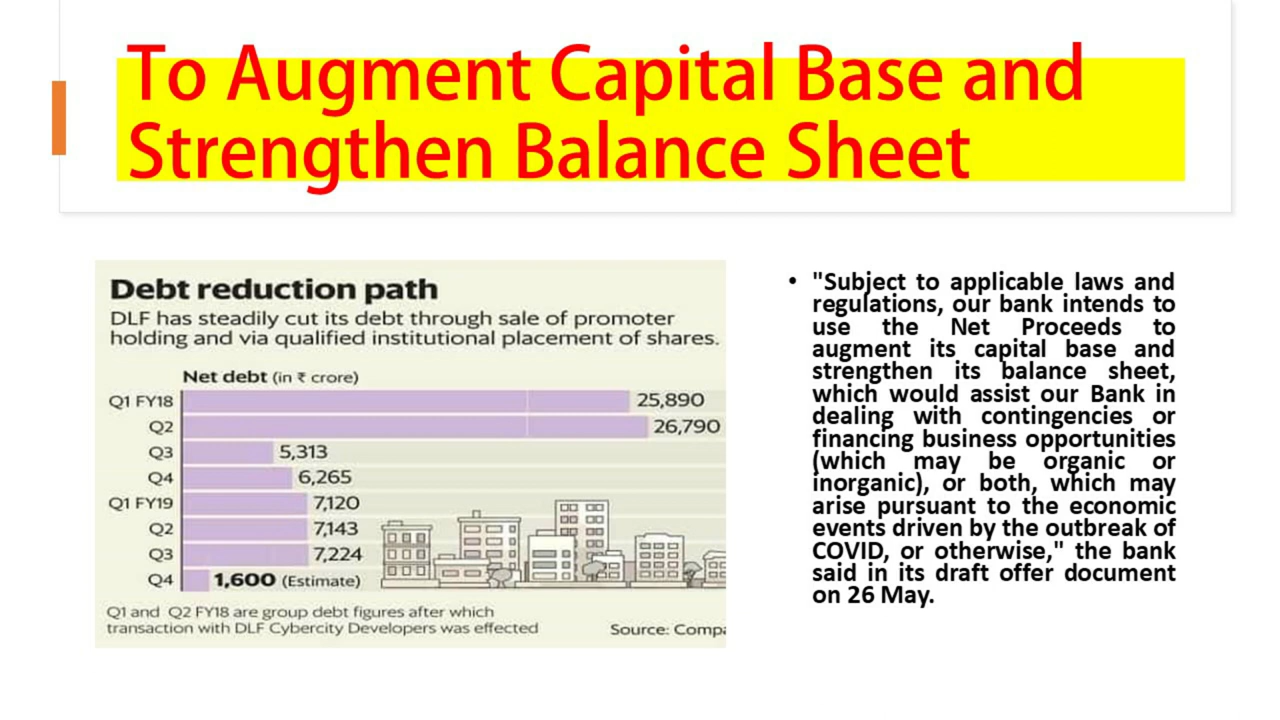 To Augment Capital Base and
Strengthen Balance Sheet
Debt reduction path
DLF has steadily cut its debt through sale of promoter
holding and via qualified institutional placement of shares.
Net debt (in ₹ crore)
Q1 FY18 25,890
Q2 26,790
Q3 5,313
Q4 6,265
Q1 FY19 7,120
Q2 7,143
Q3 7,224
Q4 1,600 (Estimate)
Q1 and Q2 FY18 are group debt figures after which
transaction with DLF Cybercity Developers was effected
Source: Compa
• "Subject to applicable laws and
regulations, our bank intends to
use the Net Proceeds to
augment its capital base and
strengthen its balance sheet,
which would assist our Bank in
dealing with contingencies or
financing business opportunities
(which may be organic or
inorganic), or both, which may
arise pursuant to the economic
events driven by the outbreak of
COVID, or otherwise," the bank
said in its draft offer document
on 26 May.